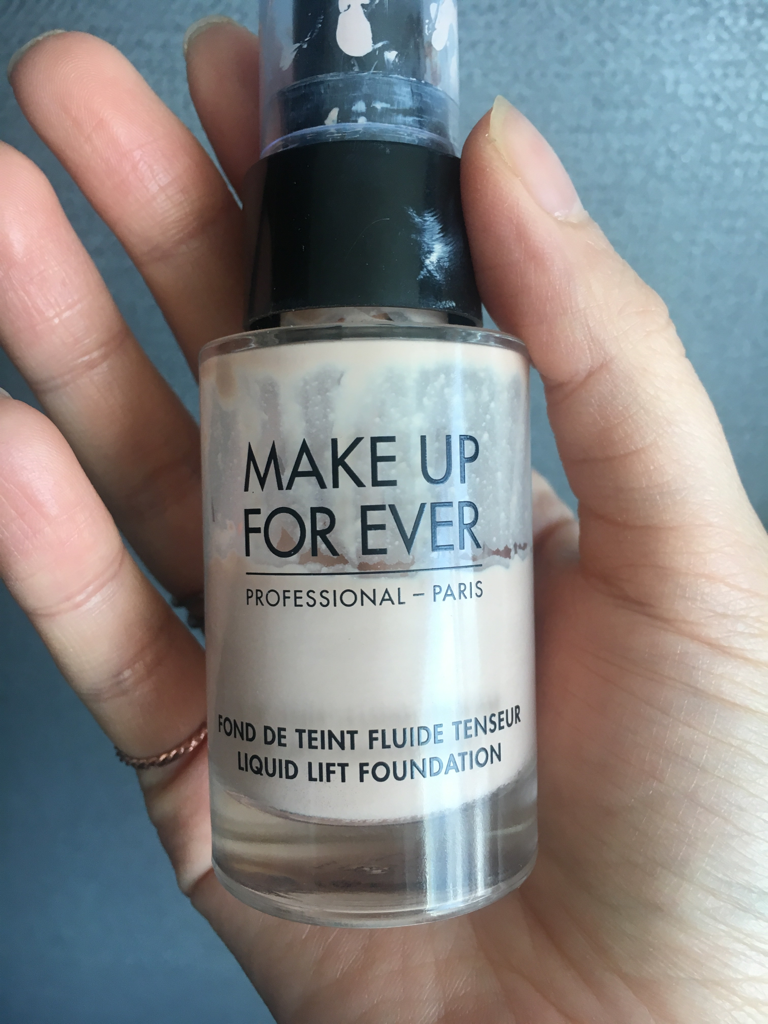 MAKE UP
FOR EVER
PROFESSIONAL – PARIS
FOND DE TEINT FLUIDE TENSEUR
LIQUID LIFT FOUNDATION